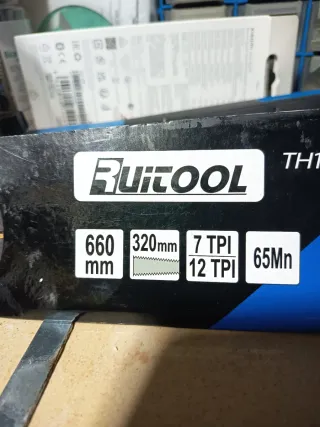 RUITOOL
TH1
660
mm
320mm
7 TPI
12 TPI
65Mn